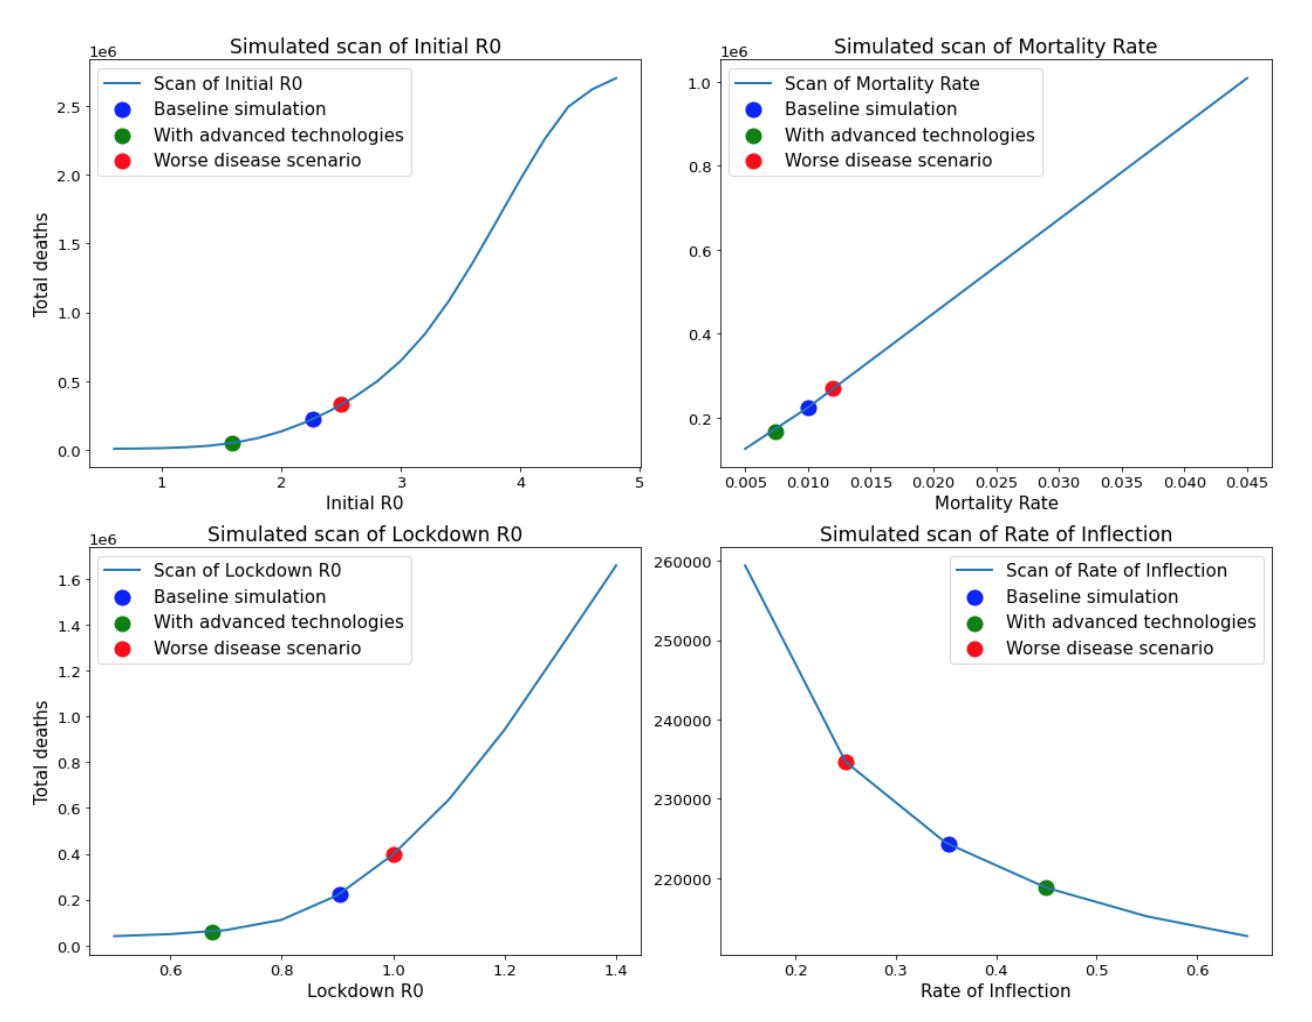 Simulated scan of Initial R0
1e6
Scan of Initial R0
Baseline simulation
With advanced technologies
Worse disease scenario
2.5
2.0
1.5
1.0
0.5
0.0
Total deaths
1 2 3 4 5
Initial R0
Simulated scan of Mortality Rate
1e6
Scan of Mortality Rate
Baseline simulation
With advanced technologies
Worse disease scenario
1.0
0.8
0.6
0.4
0.2
0.005 0.010 0.015 0.020 0.025 0.030 0.035 0.040 0.045
Mortality Rate
Simulated scan of Lockdown R0
1e6
Scan of Lockdown R0
Baseline simulation
With advanced technologies
Worse disease scenario
1.6
1.4
1.2
1.0
0.8
0.6
0.4
0.2
0.0
Total deaths
0.6 0.8 1.0 1.2 1.4
Lockdown R0
Simulated scan of Rate of Inflection
Scan of Rate of Inflection
Baseline simulation
With advanced technologies
Worse disease scenario
260000
250000
240000
230000
220000
0.2 0.3 0.4 0.5 0.6
Rate of Inflection